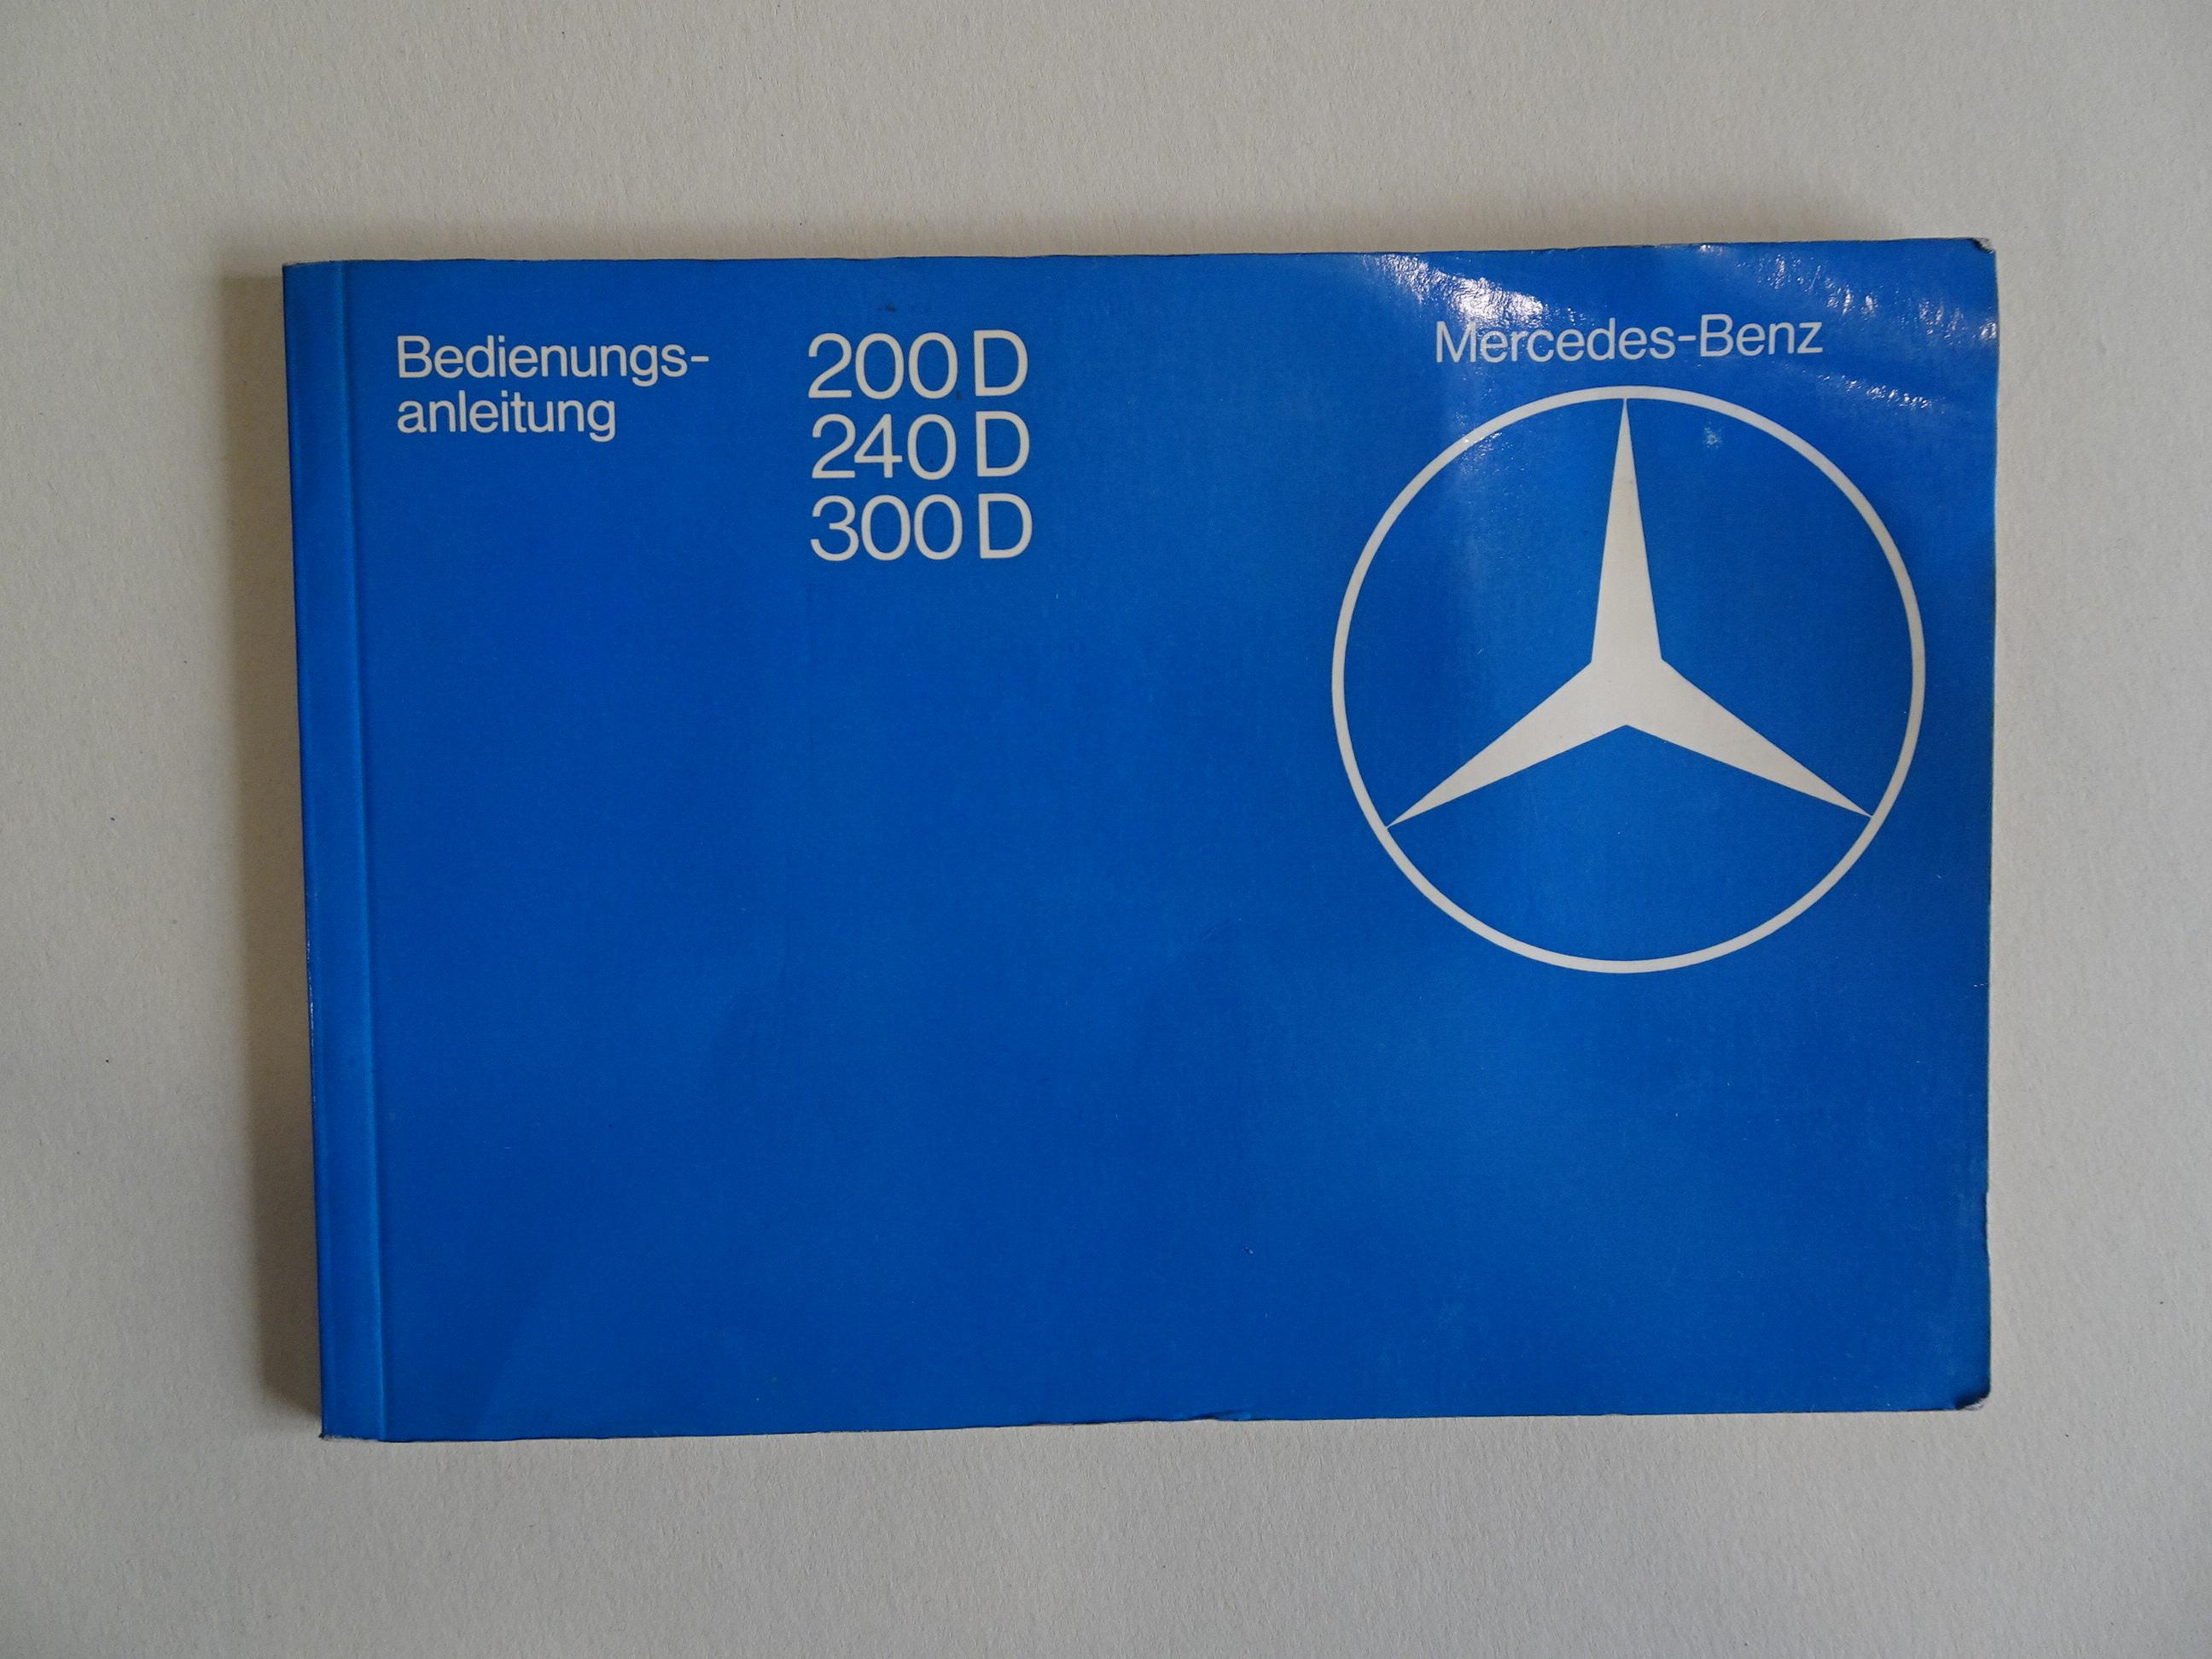 Bedienungs-
anleitung
200 D
240 D
300 D
Mercedes-Benz